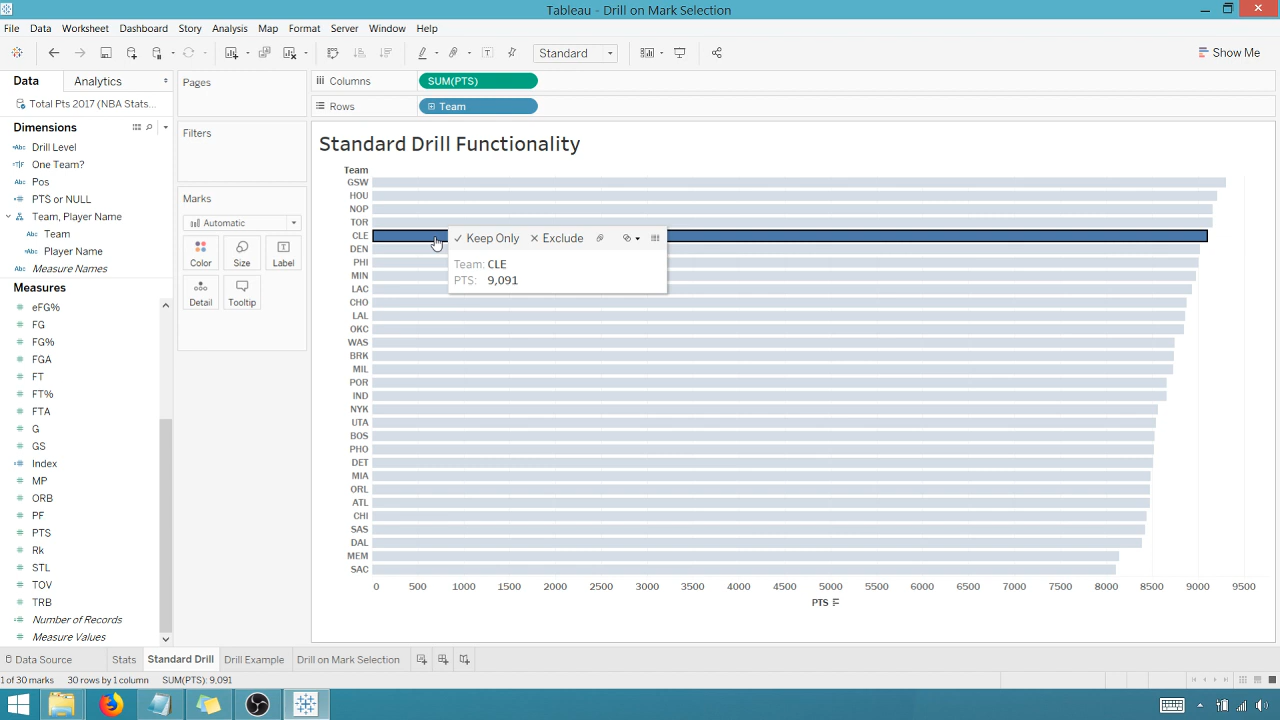 Tableau - Drill on Mark Selection
File Data Worksheet Dashboard Story Analysis Map Format Server Window Help
Standard
Show Me
Data Analytics
Total Pts 2017 (NBA Stats...
Dimensions
Abc Drill Level
=T|F One Team?
Abc Pos
PTS or NULL
Team, Player Name
Abc Team
=Abc Player Name
Abc Measure Names
Measures
eFG%
FG
FG%
FGA
FT
FT%
FTA
G
GS
Index
MP
ORB
PF
PTS
Rk
STL
TOV
TRB
Number of Records
Measure Values
Pages
Filters
Marks
Automatic
Color Size Label
Detail Tooltip
Columns SUM(PTS)
Rows Team
Standard Drill Functionality
Team
GSW
HOU
NOP
TOR
CLE
DEN
PHI
MIN
LAC
CHO
LAL
OKC
WAS
BRK
MIL
POR
IND
NYK
UTA
BOS
PHO
DET
MIA
ORL
ATL
CHI
SAS
DAL
MEM
SAC
Keep Only Exclude
Team: CLE
PTS: 9,091
0 500 1000 1500 2000 2500 3000 3500 4000 4500 5000 5500 6000 6500 7000 7500 8000 8500 9000 9500
PTS
Data Source Stats Standard Drill Drill Example Drill on Mark Selection
1 of 30 marks 30 rows by 1 column SUM(PTS): 9,091